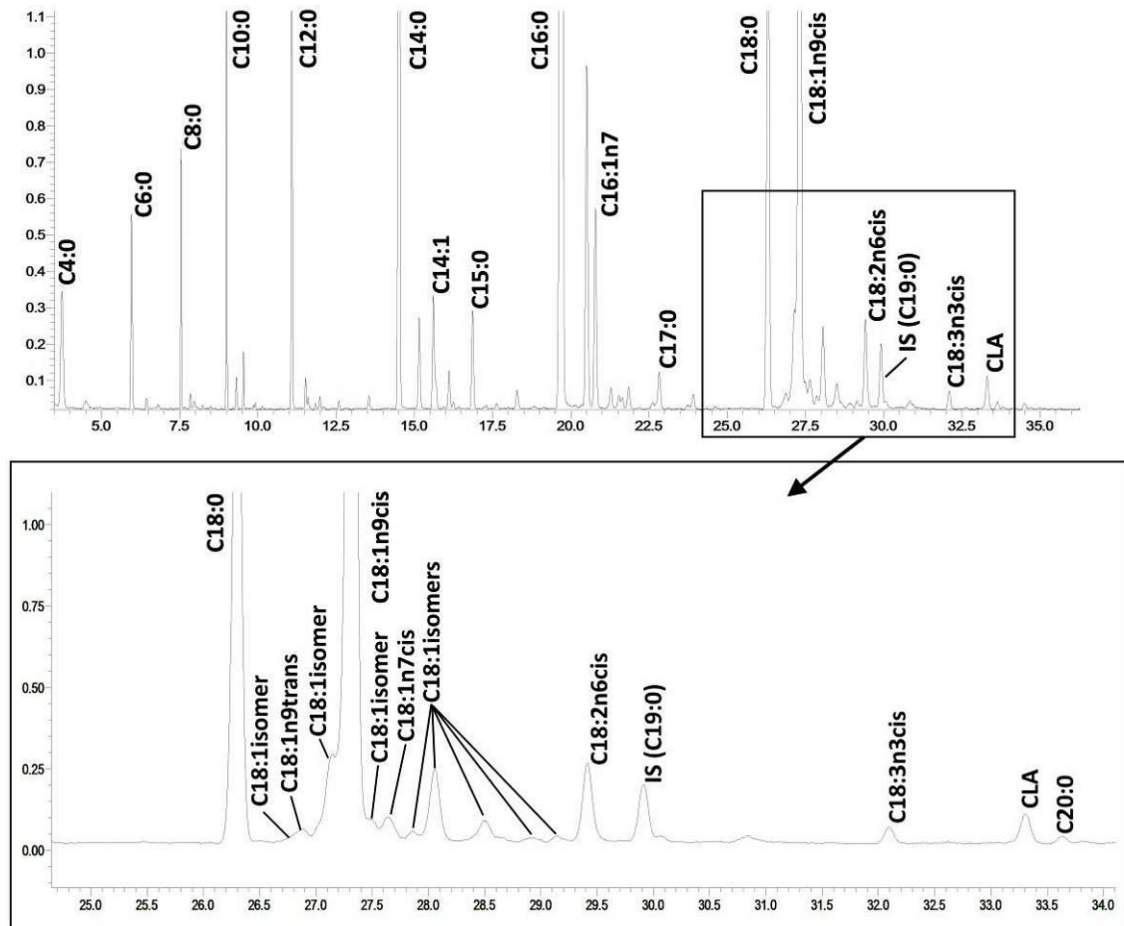 1.1
1.0
0.9
0.8
0.7
0.6
0.5
0.4
0.3
0.2
0.1
C4:0
C6:0
C8:0
C10:0
C12:0
C14:0
C14:1
C15:0
C16:0
C16:1n7
C17:0
C18:0
C18:1n9cis
C18:2n6cis
IS (C19:0)
C18:3n3cis
CLA
5.0 7.5 10.0 12.5 15.0 17.5 20.0 22.5 25.0 27.5 30.0 32.5 35.0
1.00
0.75
0.50
0.25
0.00
C18:0
C18:1isomer
C18:1n9trans
C18:1isomer
C18:1n9cis
C18:1isomer
C18:1n7cis
C18:1isomers
C18:2n6cis
IS (C19:0)
C18:3n3cis
CLA
C20:0
25.0 25.5 26.0 26.5 27.0 27.5 28.0 28.5 29.0 29.5 30.0 30.5 31.0 31.5 32.0 32.5 33.0 33.5 34.0